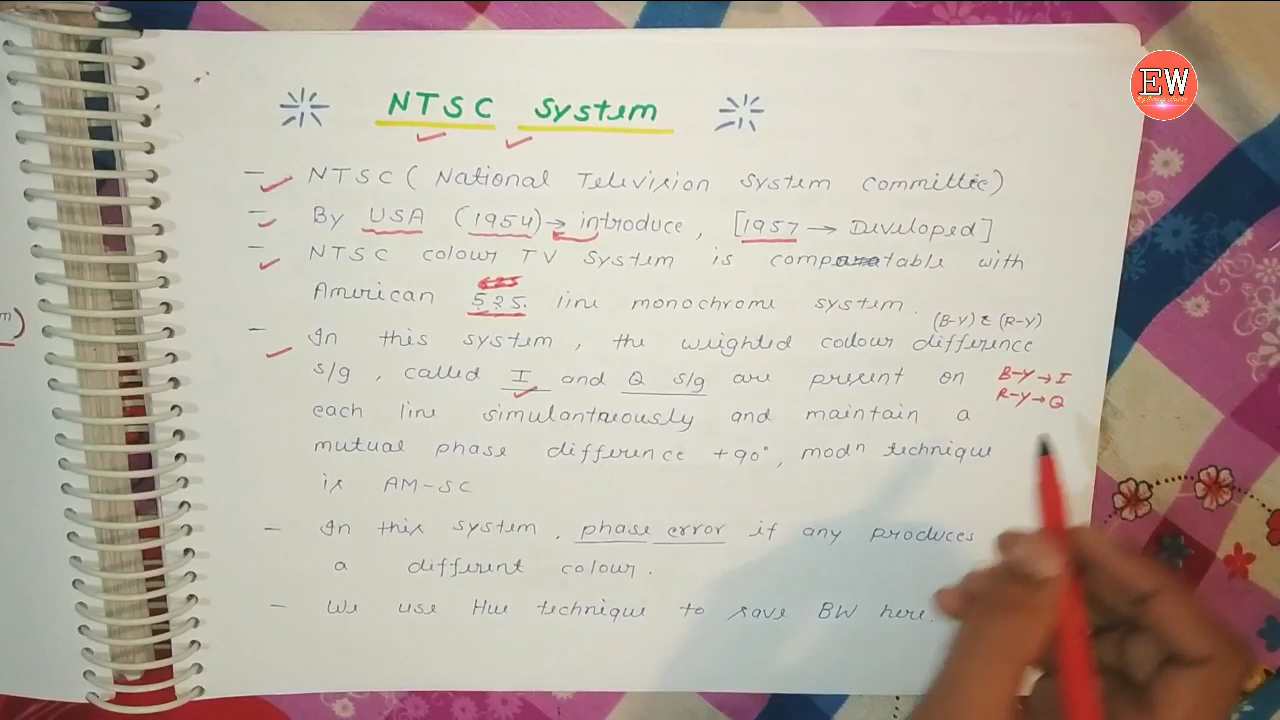 NTSC System
EW
NTSC ( National Television System Committie)
- By USA (1954) → introduce, [1957 → Developed]
- NTSC colour TV System is compatable with
American 525 line monochrome system.
(B-Y) & (R-Y)
- In this system, the weighted colour difference
s/g, called I and Q s/g are present on
B-Y → I
R-Y → Q
each line simulantaneously and maintain a
mutual phase difference +90°, modⁿ technique
is AM-SC
- In this system, phase error if any produces
a different colour.
- We use Hue technique to save BW here.
m)